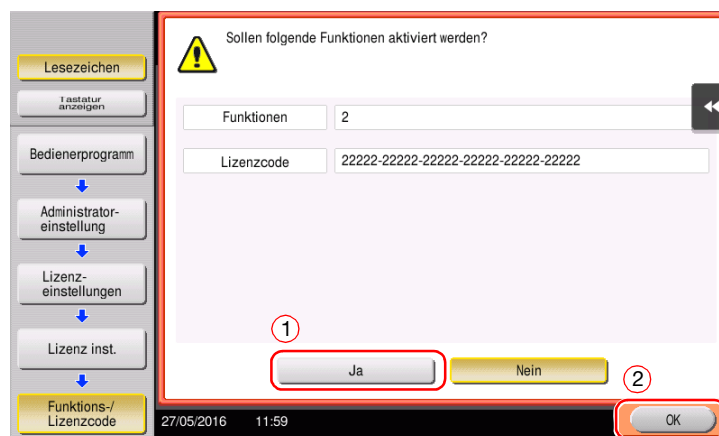 Lesezeichen
Tastatur
anzeigen
Bedienerprogramm
Administrator-
einstellung
Lizenz-
einstellungen
Lizenz inst.
Funktions-/
Lizenzcode
Sollen folgende Funktionen aktiviert werden?
Funktionen 2
Lizenzcode 22222-22222-22222-22222-22222-22222
1
Ja Nein
2
27/05/2016 11:59 OK